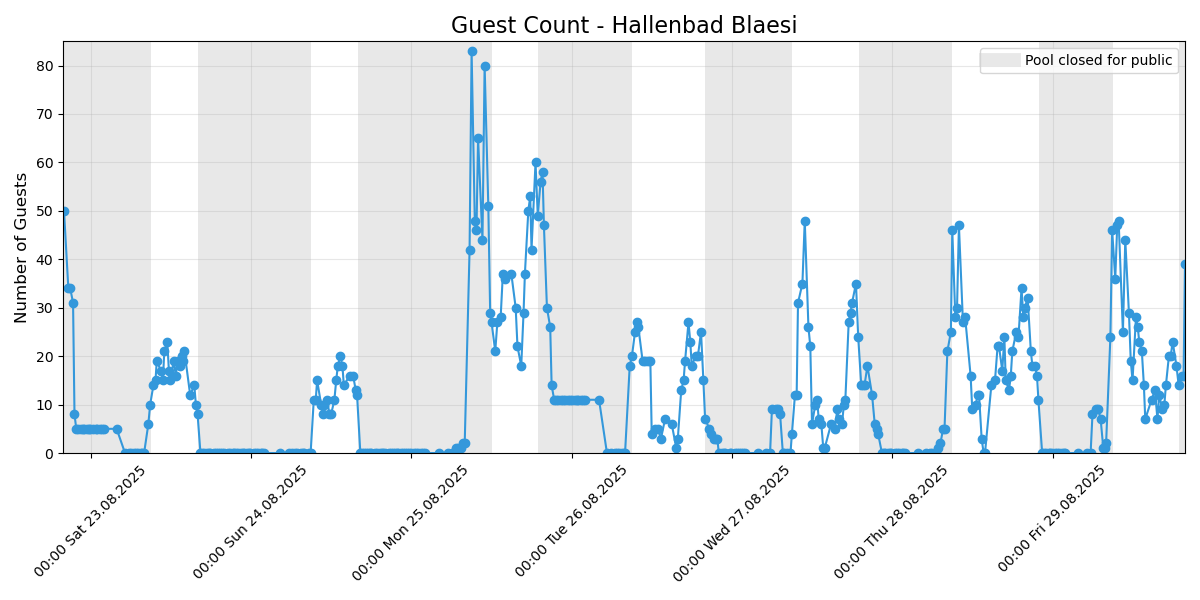 Guest Count - Hallenbad Blaesi
Pool closed for public
Number of Guests
80
70
60
50
40
30
20
10
0
00:00 Sat 23.08.2025
00:00 Sun 24.08.2025
00:00 Mon 25.08.2025
00:00 Tue 26.08.2025
00:00 Wed 27.08.2025
00:00 Thu 28.08.2025
00:00 Fri 29.08.2025